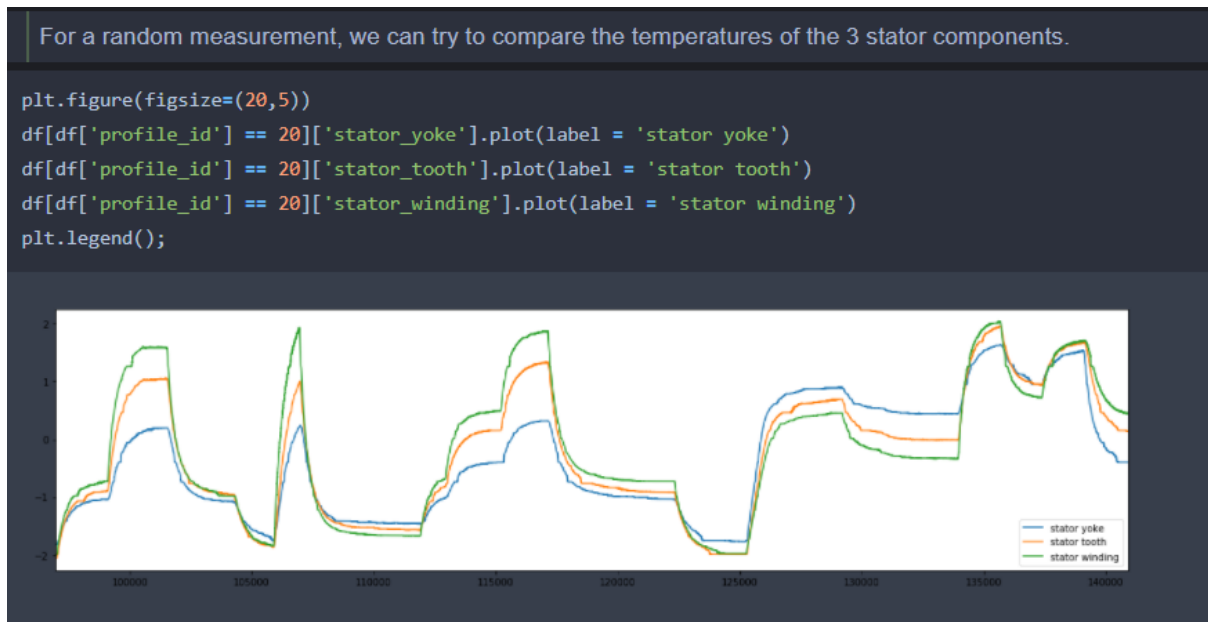 For a random measurement, we can try to compare the temperatures of the 3 stator components.
plt.figure(figsize=(20,5))
df[df['profile_id'] == 20]['stator_yoke'].plot(label = 'stator yoke')
df[df['profile_id'] == 20]['stator_tooth'].plot(label = 'stator tooth')
df[df['profile_id'] == 20]['stator_winding'].plot(label = 'stator winding')
plt.legend();
2
1
0
−1
−2
stator yoke
stator tooth
stator winding
100000 105000 110000 115000 120000 125000 130000 135000 140000